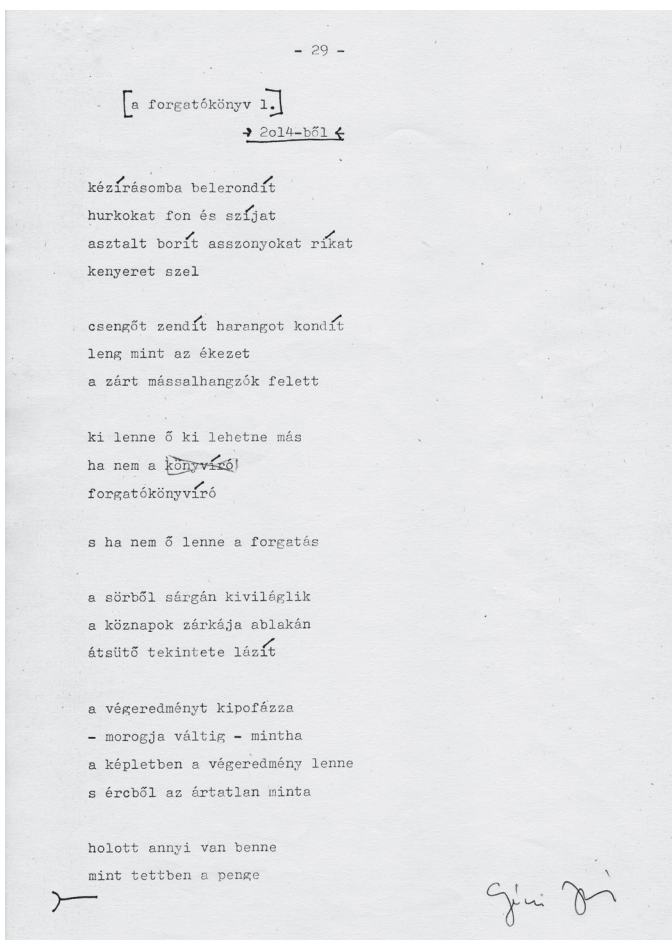 - 29 -
[a forgatókönyv l.]
→ 2ol4-ből ←
kézírásomba belerondít
hurkokat fon és szíjat
asztalt borít asszonyokat ríkat
kenyeret szel
csengőt zendít harangot kondít
leng mint az ékezet
a zárt mássalhangzók felett
ki lenne ő ki lehetne más
ha nem a könyvíró
forgatókönyvíró
s ha nem ő lenne a forgatás
a sörből sárgán kiviláglik
a köznapok zárkája ablakán
átsütő tekintete lázít
a végeredményt kipofázza
- morogja váltig - mintha
a képletben a végeredmény lenne
s ércből az ártatlan minta
holott annyi van benne
mint tettben a penge